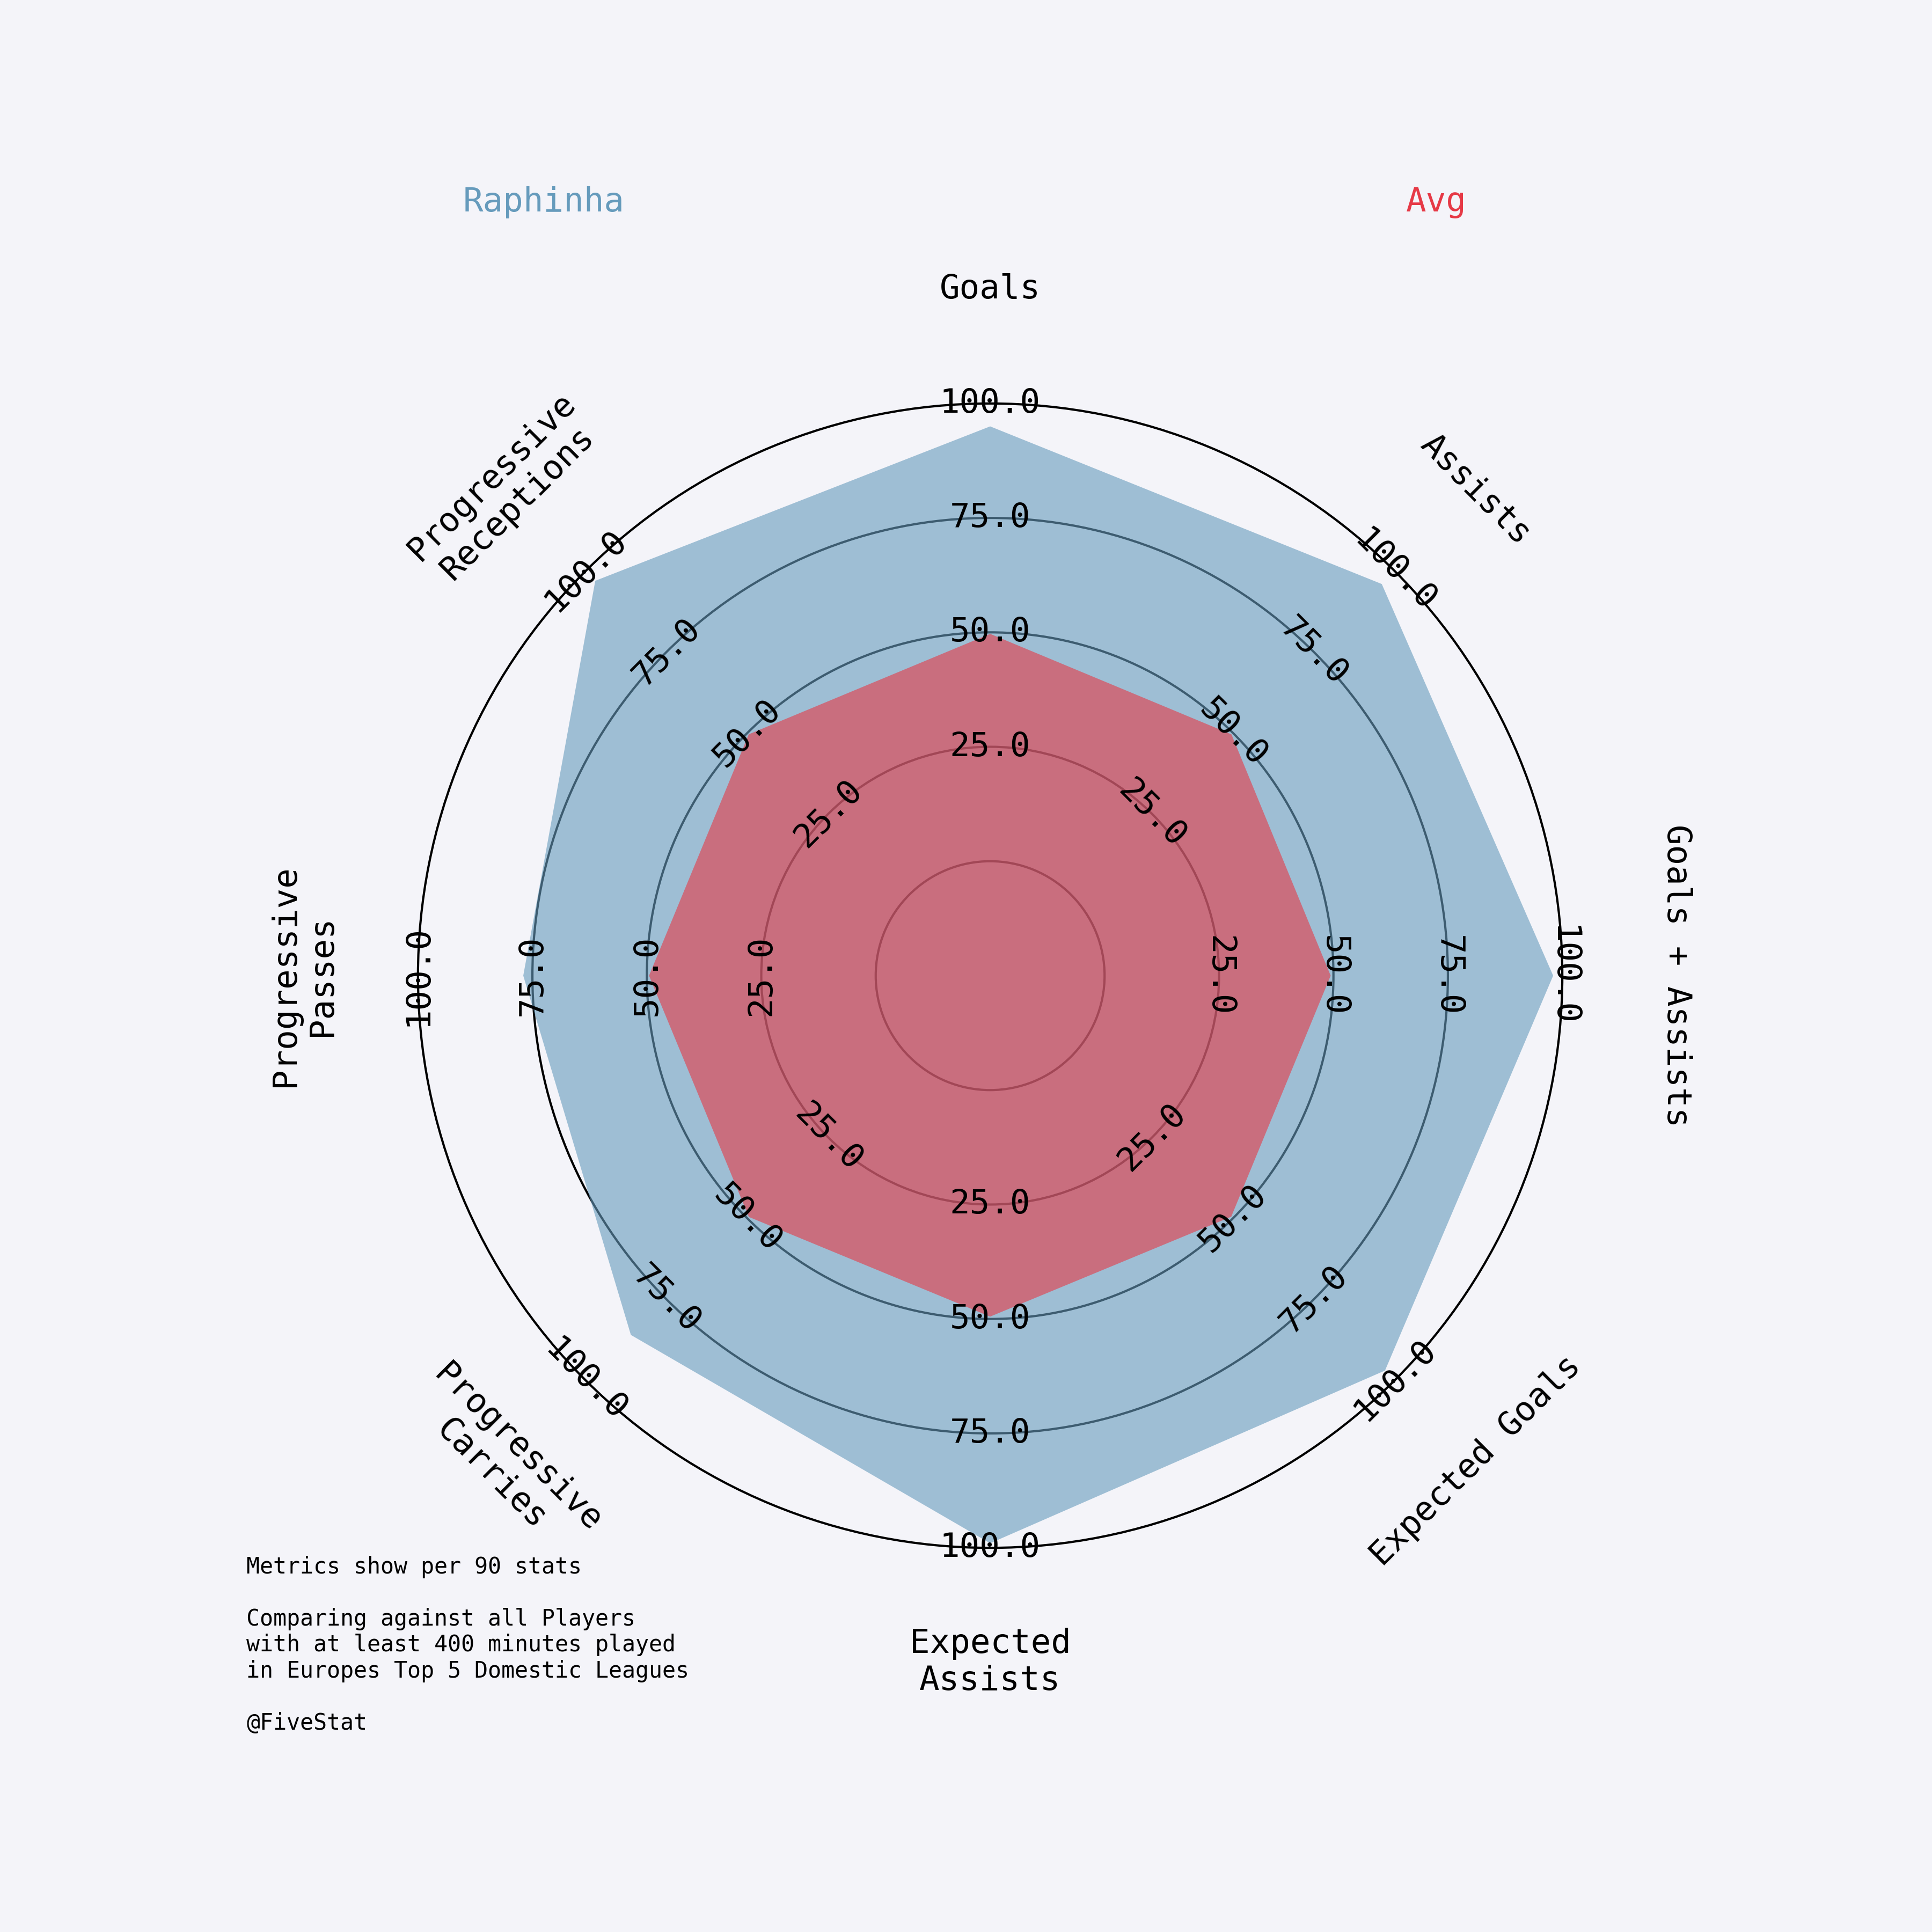 Raphinha
Avg
Goals
Assists
Goals + Assists
Expected Goals
Expected
Assists
Progressive
Carries
Progressive
Passes
Progressive
Receptions
100.0
75.0
50.0
25.0
100.0
75.0
50.0
25.0
100.0
75.0
50.0
25.0
100.0
75.0
50.0
25.0
100.0
75.0
50.0
25.0
100.0
75.0
50.0
25.0
100.0
75.0
50.0
25.0
100.0
75.0
50.0
25.0
Metrics show per 90 stats
Comparing against all Players
with at least 400 minutes played
in Europes Top 5 Domestic Leagues
@FiveStat